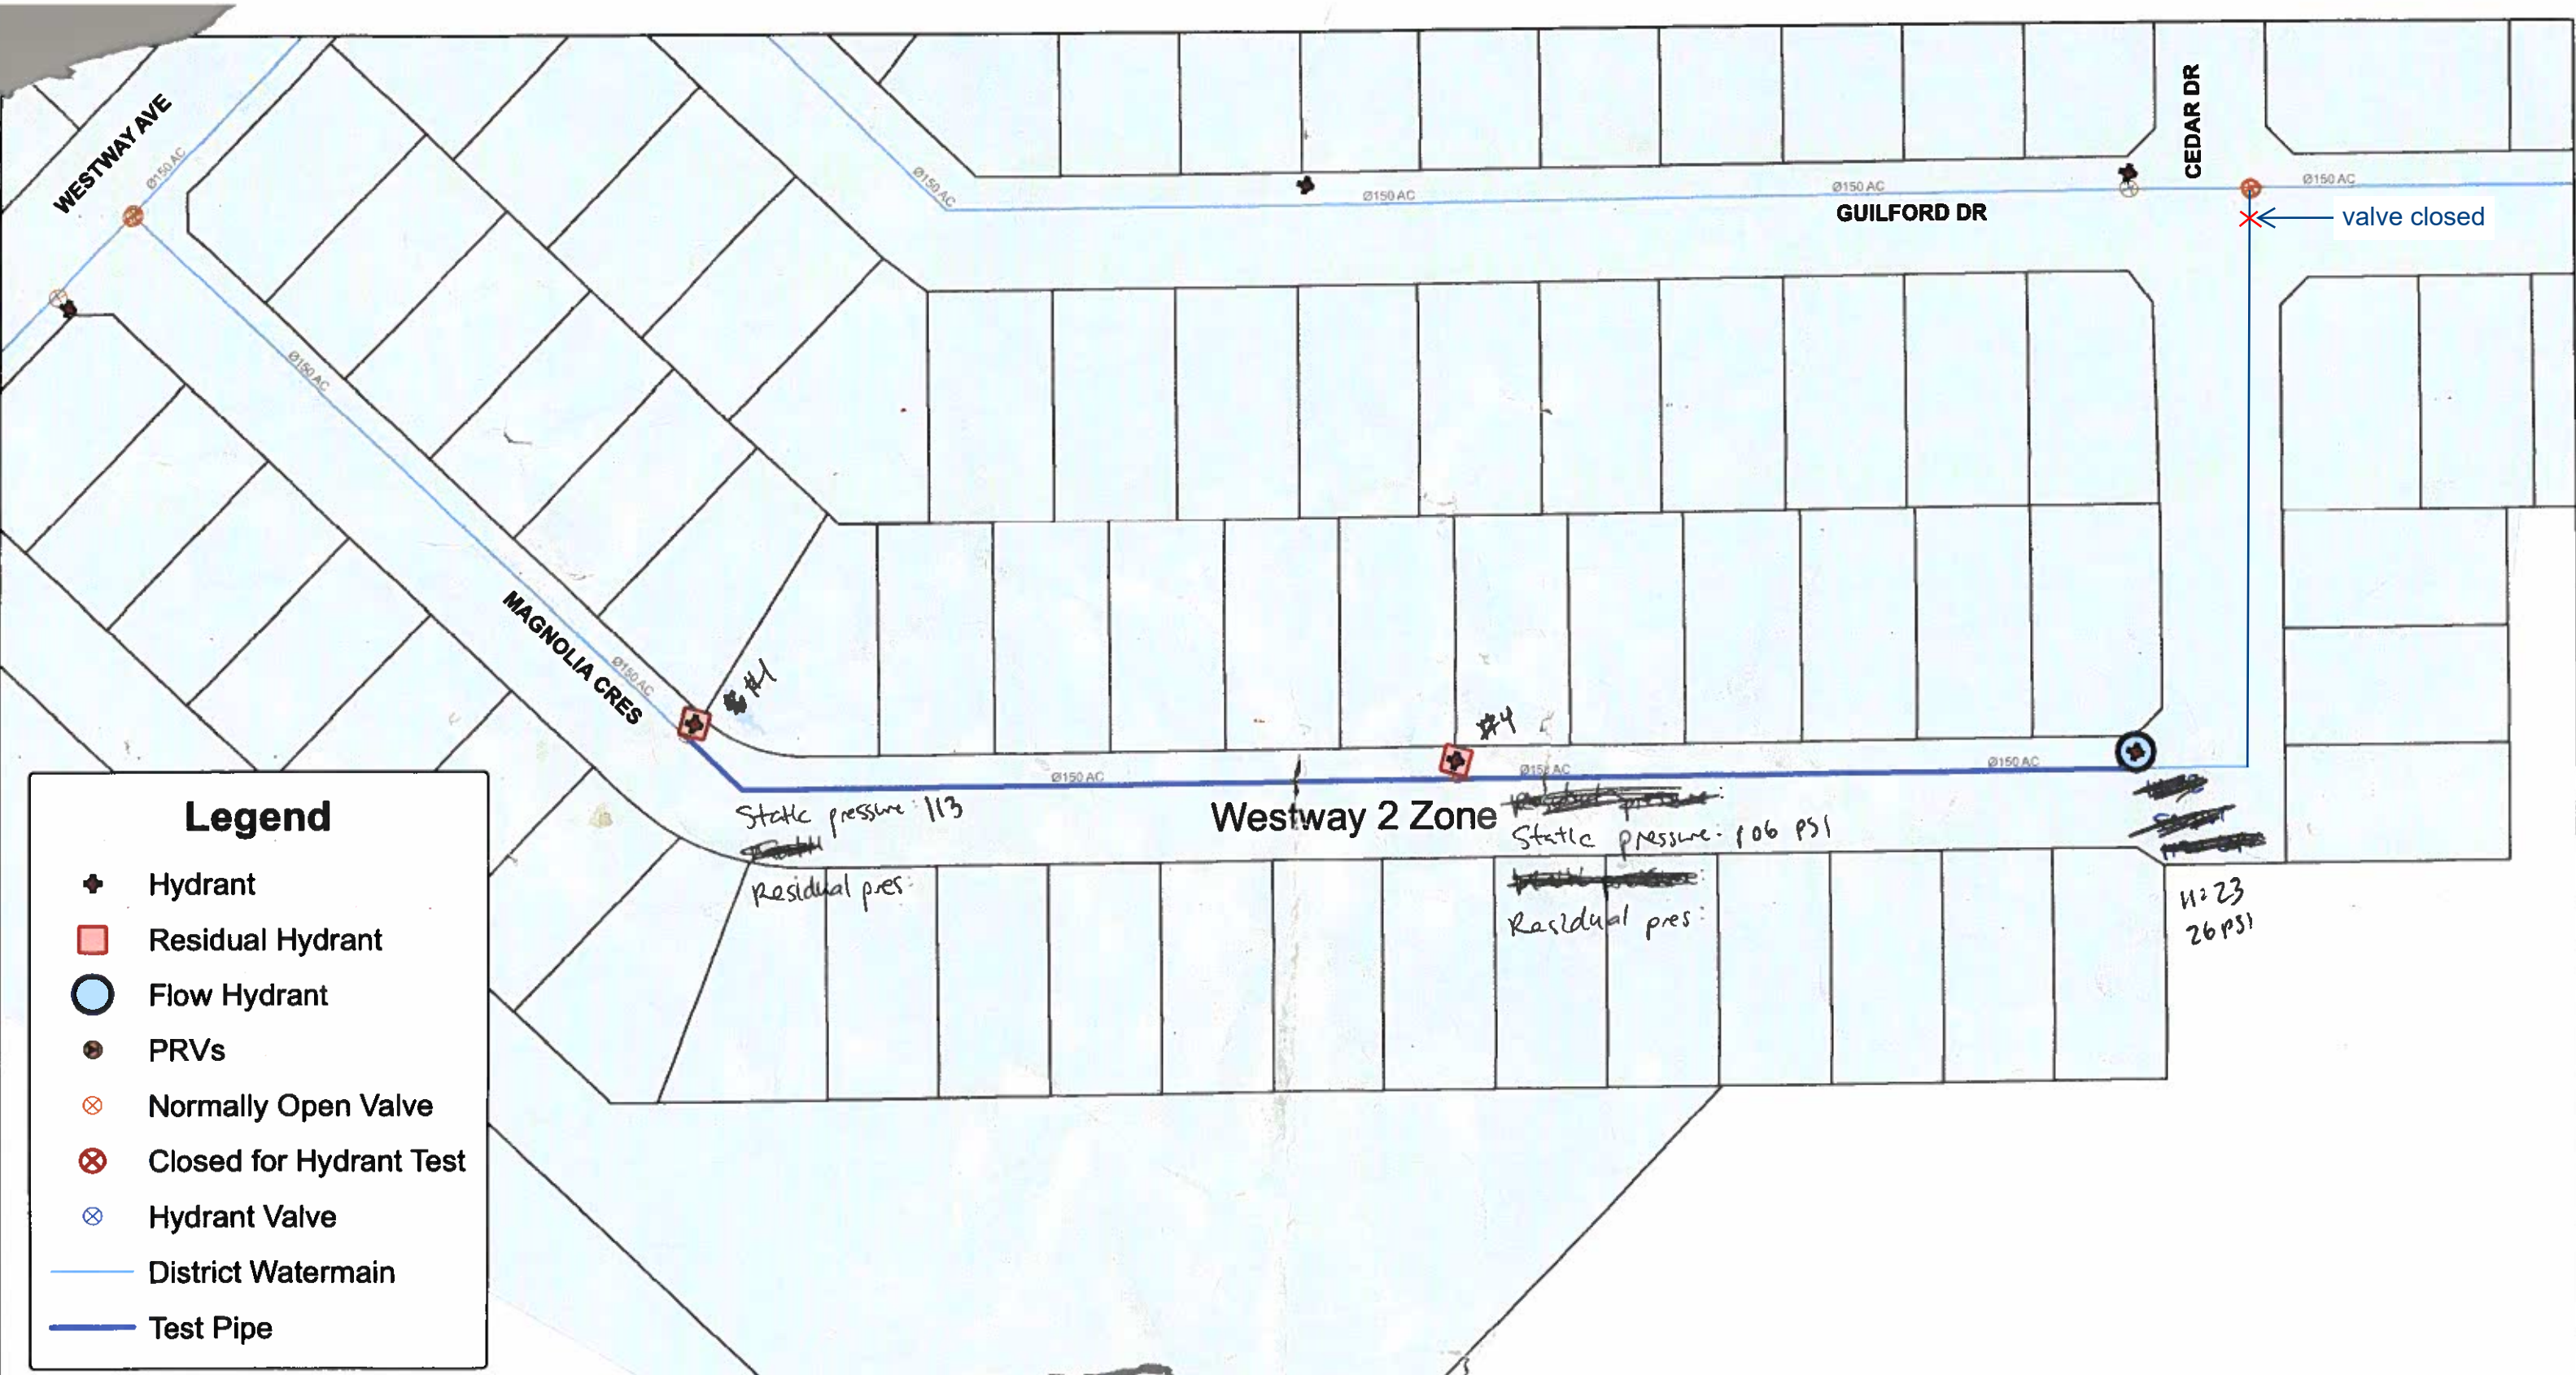 WESTWAY AVE
Ø150 AC
CEDAR DR
Ø150 AC
Ø150 AC
Ø150 AC
Ø150 AC
GUILFORD DR
valve closed
Ø150 AC
MAGNOLIA CRES
Ø150 AC
#1
#4
Ø150 AC
Ø150 AC
Ø150 AC
Static pressure: 113
Westway 2 Zone
Static pressure: 106 PSI
Residual pres:
Residual pres:
11:23
26 PSI
Legend
Hydrant
Residual Hydrant
Flow Hydrant
PRVs
Normally Open Valve
Closed for Hydrant Test
Hydrant Valve
District Watermain
Test Pipe